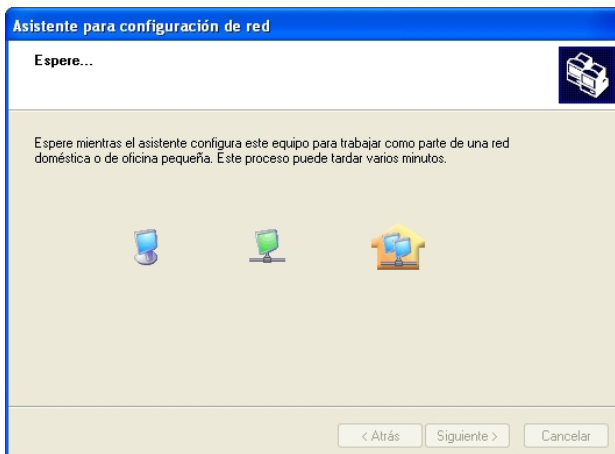 Asistente para configuración de red
Espere...
Espere mientras el asistente configura este equipo para trabajar como parte de una red
doméstica o de oficina pequeña. Este proceso puede tardar varios minutos.
< Atrás Siguiente > Cancelar